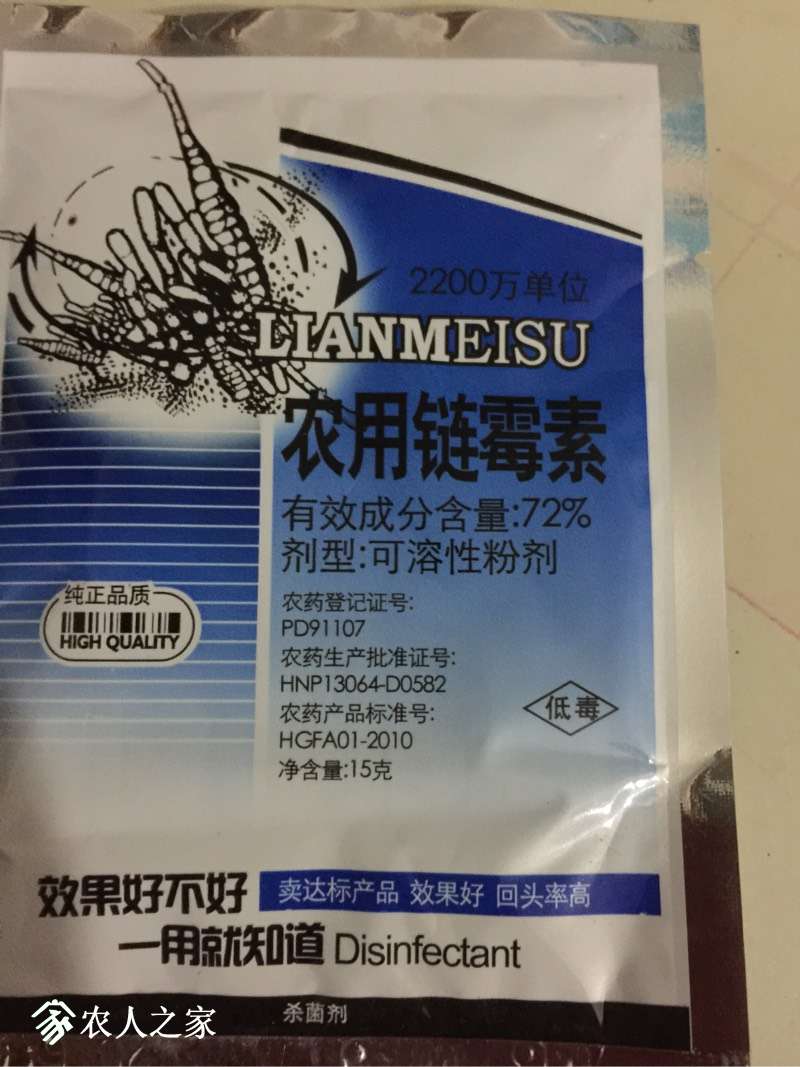 2200万单位
LIANMEISU
农用链霉素
有效成分含量:72%
剂型:可溶性粉剂
农药登记证号:
PD91107
农药生产批准证号:
HNP13064-D0582
农药产品标准号:
HGFA01-2010
净含量:15克
低毒
纯正品质
HIGH QUALITY
效果好不好
卖达标产品 效果好 回头率高
一用就知道 Disinfectant
杀菌剂
农人之家